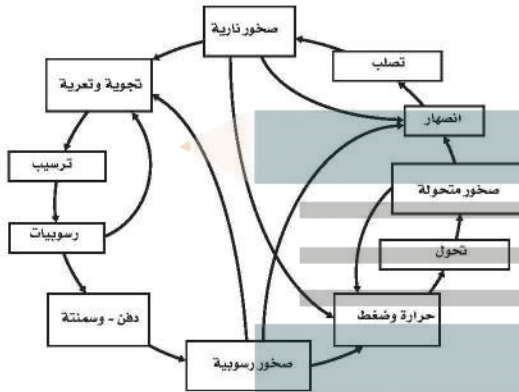 صخور نارية
تصلب
تجوية وتعرية
انصهار
ترسيب
صخور متحولة
رسوبيات
تحول
دفن - وسمنتة
حرارة وضغط
صخور رسوبية